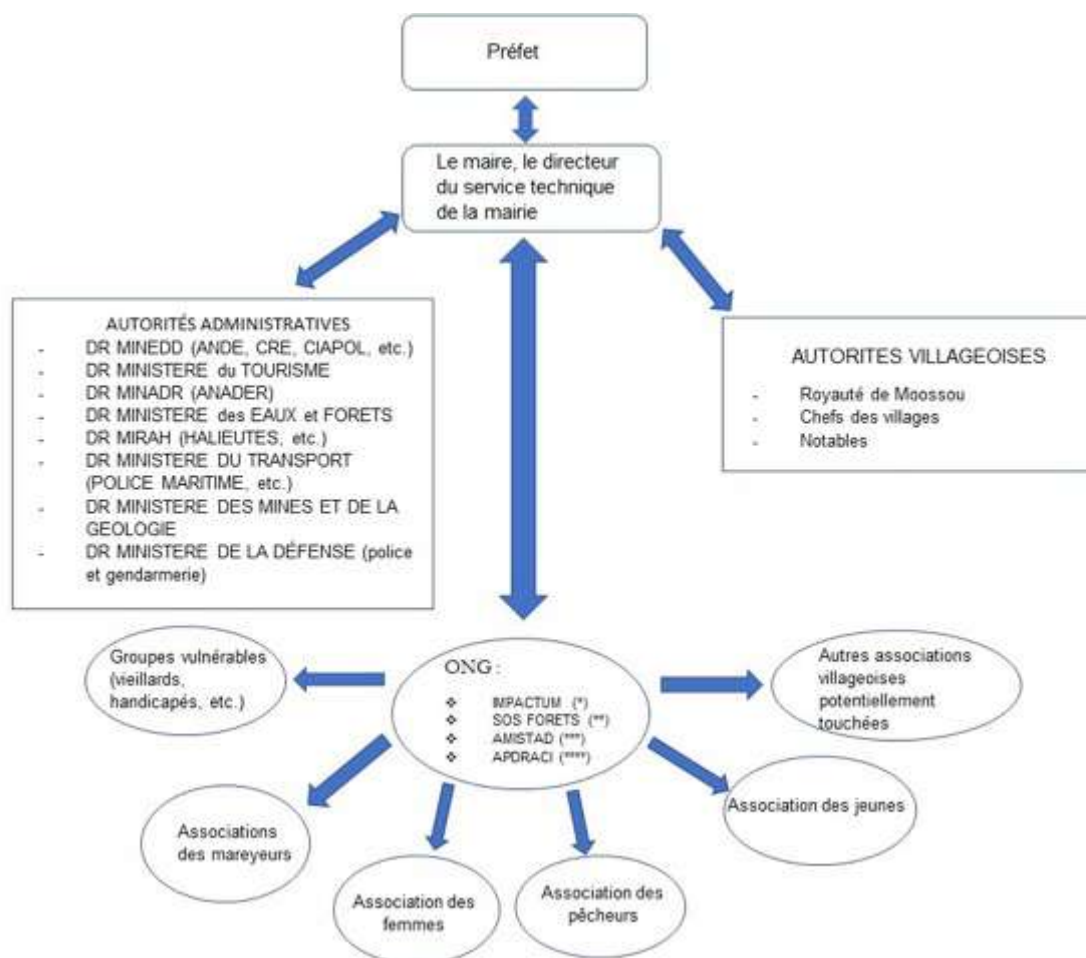 Préfet
Le maire, le directeur
du service technique
de la mairie
AUTORITÉS ADMINISTRATIVES
- DR MINEDD (ANDE, CRE, CIAPOL, etc.)
- DR MINISTERE du TOURISME
- DR MINADR (ANADER)
- DR MINISTERE des EAUX et FORETS
- DR MIRAH (HALIEUTES, etc.)
- DR MINISTERE DU TRANSPORT
(POLICE MARITIME, etc.)
- DR MINISTERE DES MINES ET DE LA
GEOLOGIE
- DR MINISTERE DE LA DÉFENSE (police
et gendarmerie)
AUTORITES VILLAGEOISES
- Royauté de Moossou
- Chefs des villages
- Notables
Groupes vulnérables
(vieillards,
handicapés, etc.)
ONG :
❖ IMPACTUM (*)
❖ SOS FORETS (**)
❖ AMISTAD (***)
❖ APDRACI (****)
Autres associations
villageoises
potentiellement
touchées
Associations
des mareyeurs
Association des
femmes
Association des
pêcheurs
Association des jeunes